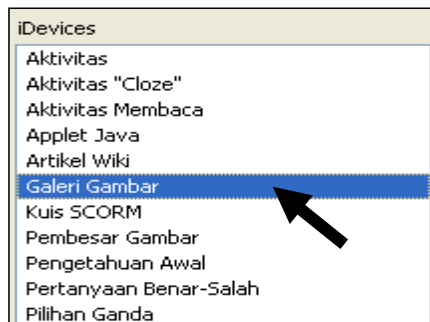 iDevices
Aktivitas
Aktivitas "Cloze"
Aktivitas Membaca
Applet Java
Artikel Wiki
Galeri Gambar
Kuis SCORM
Pembesar Gambar
Pengetahuan Awal
Pertanyaan Benar-Salah
Pilihan Ganda